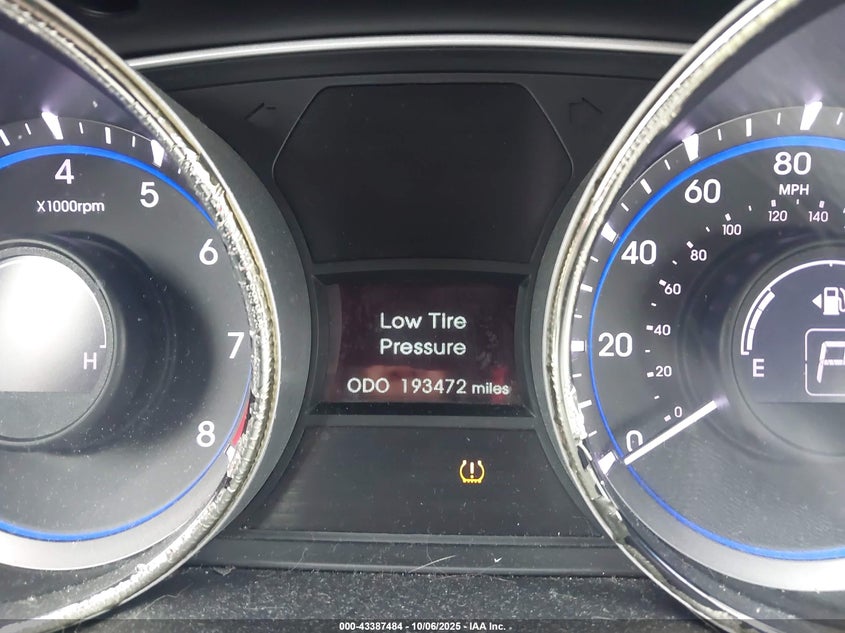 4
5
X1000rpm
6
7
8
H
Low Tire
Pressure
ODO 193472 miles
80
MPH
60
40
20
0
140
120
100
80
60
40
20
0
E
P
000-43387484 - 10/06/2025 - IAA Inc.